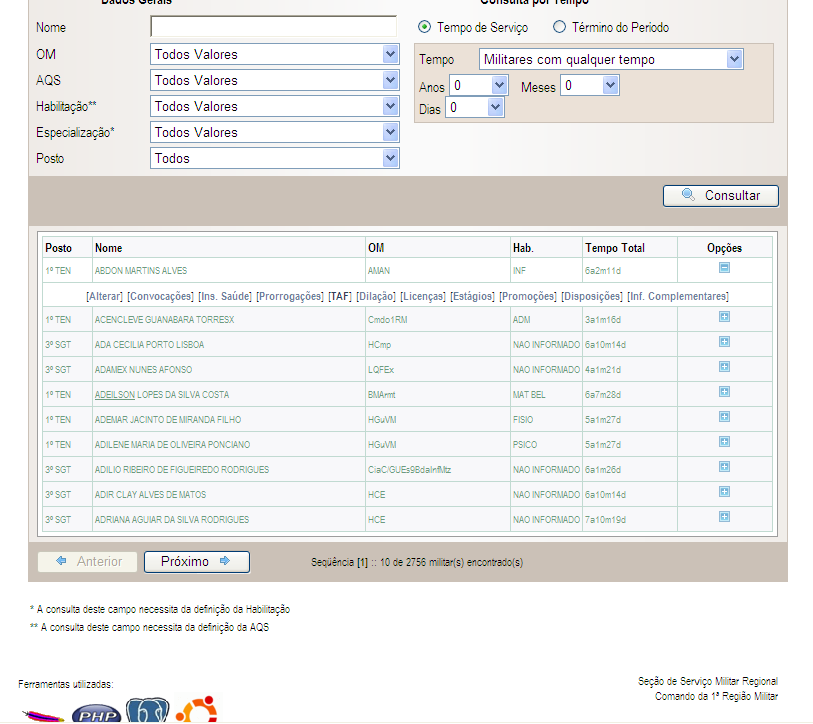 Dados Gerais Consulta por Tempo
Nome Tempo de Serviço Término do Período
OM Todos Valores Tempo Militares com qualquer tempo
AQS Todos Valores Anos 0 Meses 0
Habilitação** Todos Valores Dias 0
Especialização* Todos Valores
Posto Todos
Consultar
Posto Nome OM Hab. Tempo Total Opções
1º TEN ABDON MARTINS ALVES AMAN INF 6a2m11d
[Alterar] [Convocações] [Ins. Saúde] [Prorrogações] [TAF] [Dilação] [Licenças] [Estágios] [Promoções] [Disposições] [Inf. Complementares]
1º TEN ACENCLEVE GUANABARA TORRESX Cmdo1RM ADM 3a1m16d
3º SGT ADA CECILIA PORTO LISBOA HCmp NAO INFORMADO 6a10m14d
3º SGT ADAMEX NUNES AFONSO LQFEx NAO INFORMADO 4a1m21d
1º TEN ADEILSON LOPES DA SILVA COSTA BMArmt MAT BEL 6a7m28d
1º TEN ADEMAR JACINTO DE MIRANDA FILHO HGuVM FISIO 5a1m27d
1º TEN ADILENE MARIA DE OLIVEIRA PONCIANO HGuVM PSICO 5a1m27d
3º SGT ADILIO RIBEIRO DE FIGUEIREDO RODRIGUES CiaC/GUEs9BdaInfMtz NAO INFORMADO 6a1m26d
3º SGT ADIR CLAY ALVES DE MATOS HCE NAO INFORMADO 6a10m14d
3º SGT ADRIANA AGUIAR DA SILVA RODRIGUES HCE NAO INFORMADO 7a10m19d
Anterior Próximo Seqüência [1] :: 10 de 2756 militar(s) encontrado(s)
* A consulta deste campo necessita da definição da Habilitação
** A consulta deste campo necessita da definição da AQS
Ferramentas utilizadas: Seção de Serviço Militar Regional
Comando da 1ª Região Militar
PHP